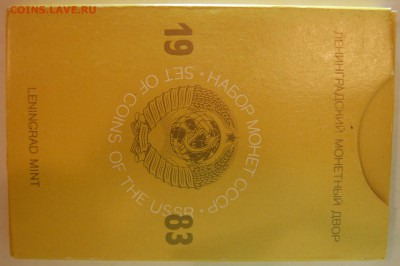 COINS.LAVE.RU
ЛЕНИНГРАДСКИЙ МОНЕТНЫЙ ДВОР
19
• НАБОР МОНЕТ СССР •
SET OF COINS OF THE USSR
83
LENINGRAD MINT